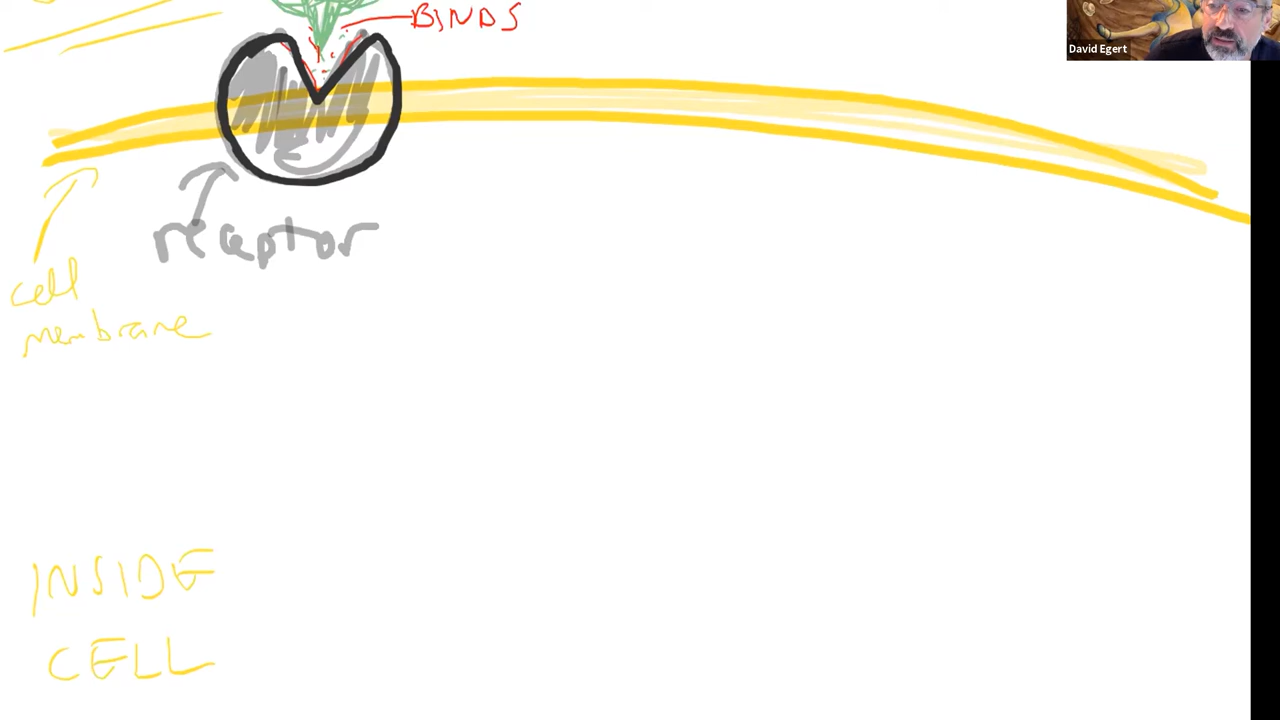 BINDS
David Egert
receptor
cell
membrane
INSIDE
CELL